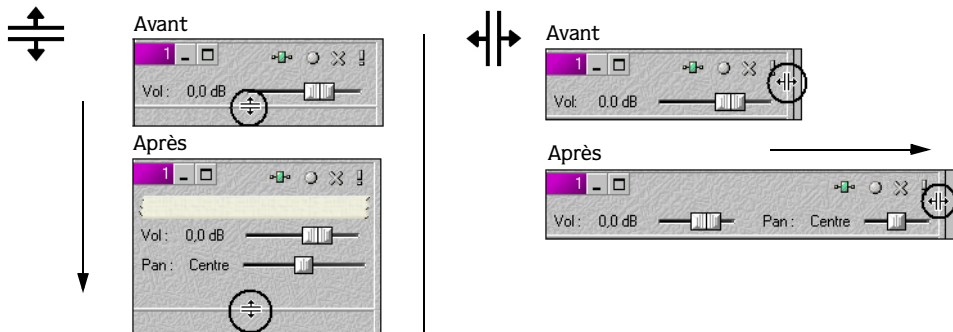 Avant
1
Vol : 0,0 dB
Après
1
Vol : 0,0 dB
Pan : Centre
Avant
1
Vol: 0.0 dB
Après
1
Vol : 0,0 dB Pan : Centre